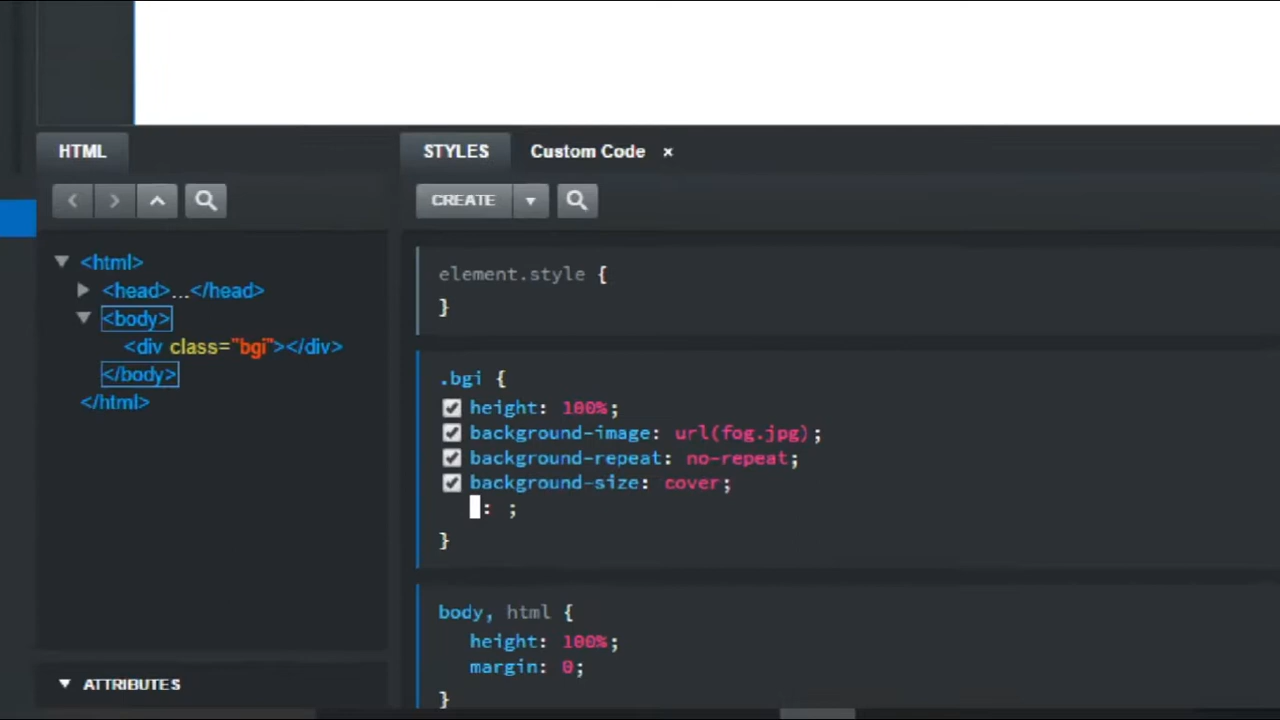 HTML
STYLES
Custom Code ×
CREATE
<html>
<head>...</head>
<body>
<div class="bgi"></div>
</body>
</html>
ATTRIBUTES
element.style {
}
.bgi {
height: 100%;
background-image: url(fog.jpg);
background-repeat: no-repeat;
background-size: cover;
: ;
}
body, html {
height: 100%;
margin: 0;
}